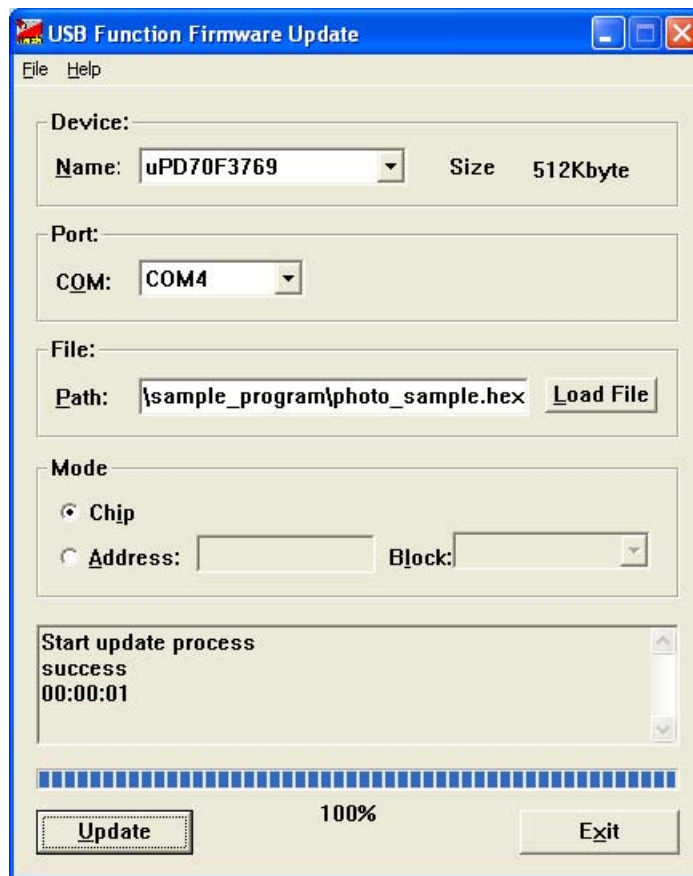 USB Function Firmware Update
File Help
Device:
Name: uPD70F3769 Size 512Kbyte
Port:
COM: COM4
File:
Path: \sample_program\photo_sample.hex Load File
Mode
Chip
Address: Block:
Start update process
success
00:00:01
100%
Update Exit